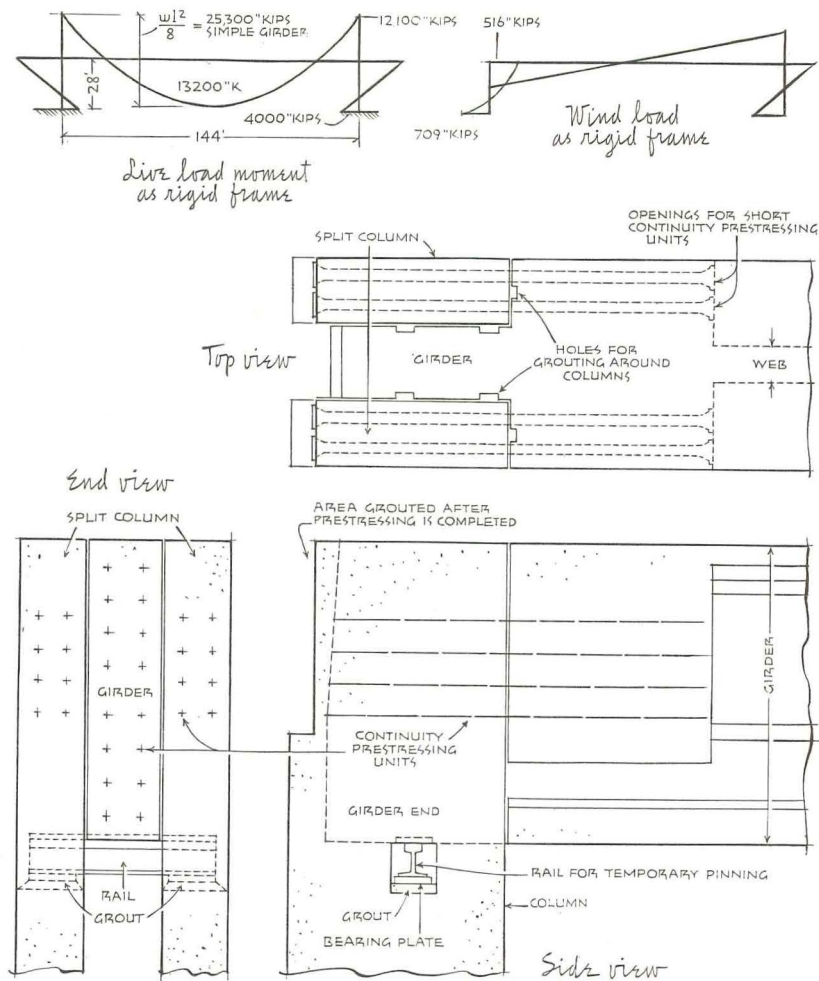 wl²/8 = 25,300"KIPS
SIMPLE GIRDER
12,100"KIPS
28'
13200"K
4000"KIPS
144'
Live load moment
as rigid frame
516"KIPS
709"KIPS
Wind load
as rigid frame
OPENINGS FOR SHORT
CONTINUITY PRESTRESSING
UNITS
SPLIT COLUMN
Top view
GIRDER
HOLES FOR
GROUTING AROUND
COLUMNS
WEB
End view
SPLIT COLUMN
AREA GROUTED AFTER
PRESTRESSING IS COMPLETED
GIRDER
GIRDER
CONTINUITY
PRESTRESSING
UNITS
GIRDER END
RAIL
GROUT
RAIL FOR TEMPORARY PINNING
GROUT
COLUMN
BEARING PLATE
Side view